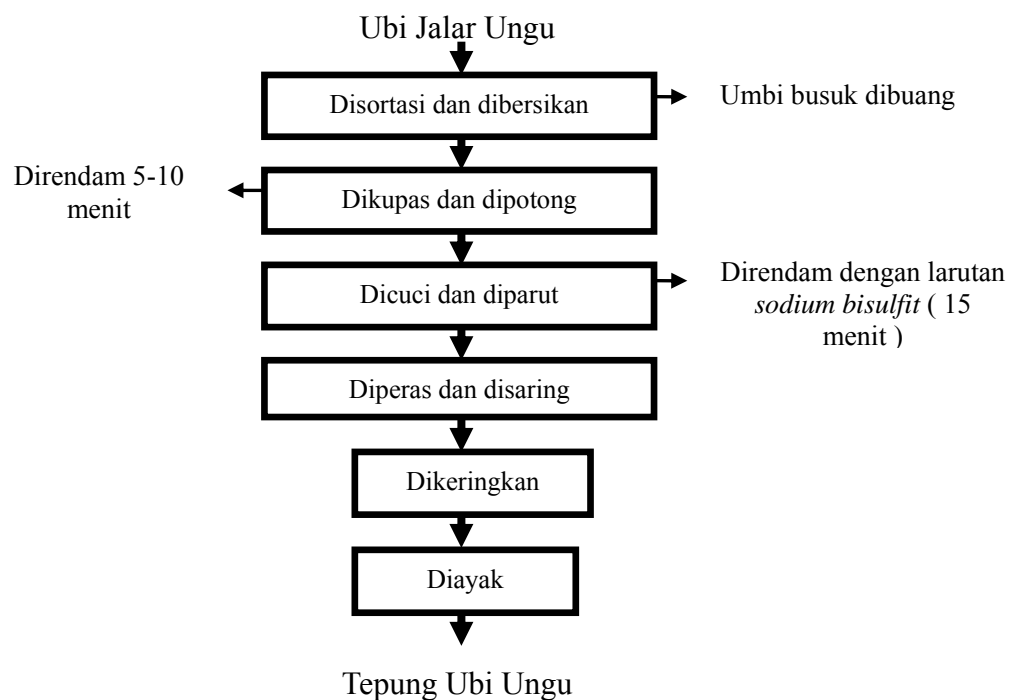 Ubi Jalar Ungu
Disortasi dan dibersikan
Umbi busuk dibuang
Direndam 5-10
menit
Dikupas dan dipotong
Dicuci dan diparut
Direndam dengan larutan
sodium bisulfit ( 15
menit )
Diperas dan disaring
Dikeringkan
Diayak
Tepung Ubi Ungu